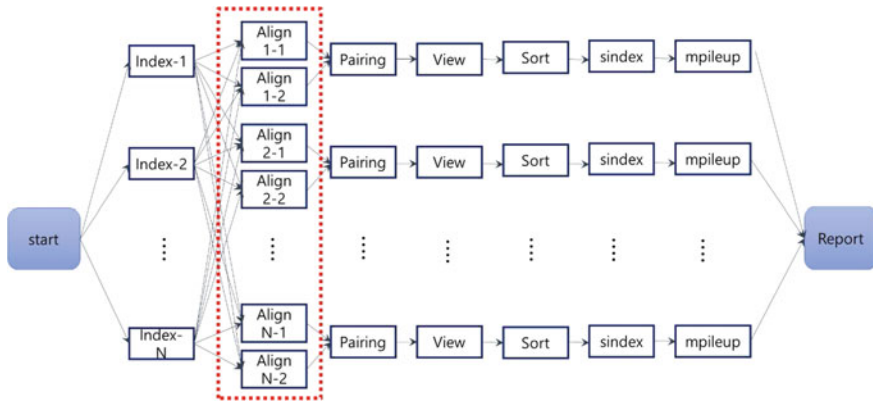 start
Index-1
Index-2
Index-
N
Align
1-1
Align
1-2
Align
2-1
Align
2-2
Align
N-1
Align
N-2
Pairing
View
Sort
sindex
mpileup
Pairing
View
Sort
sindex
mpileup
Pairing
View
Sort
sindex
mpileup
Report